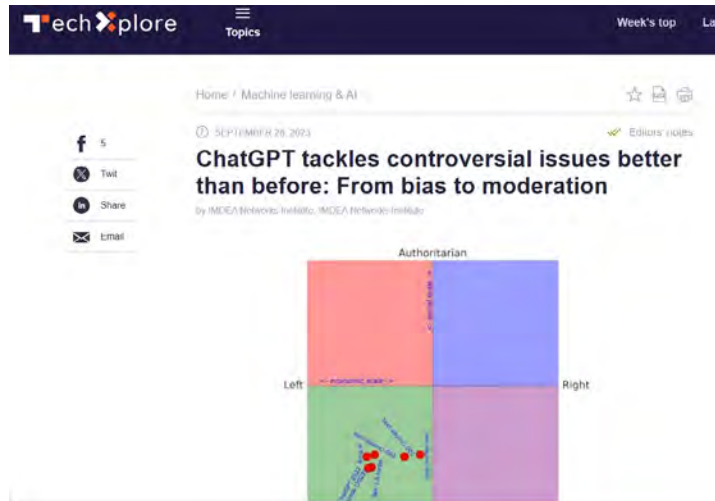 TechXplore
Topics
Week's top
La
Home / Machine learning & AI
SEPTEMBER 28, 2023
Editors' notes
ChatGPT tackles controversial issues better
than before: From bias to moderation
by IMDEA Networks Institute, IMDEA Networks Institute
5
Twit
Share
Email
Authoritarian
Left
Right